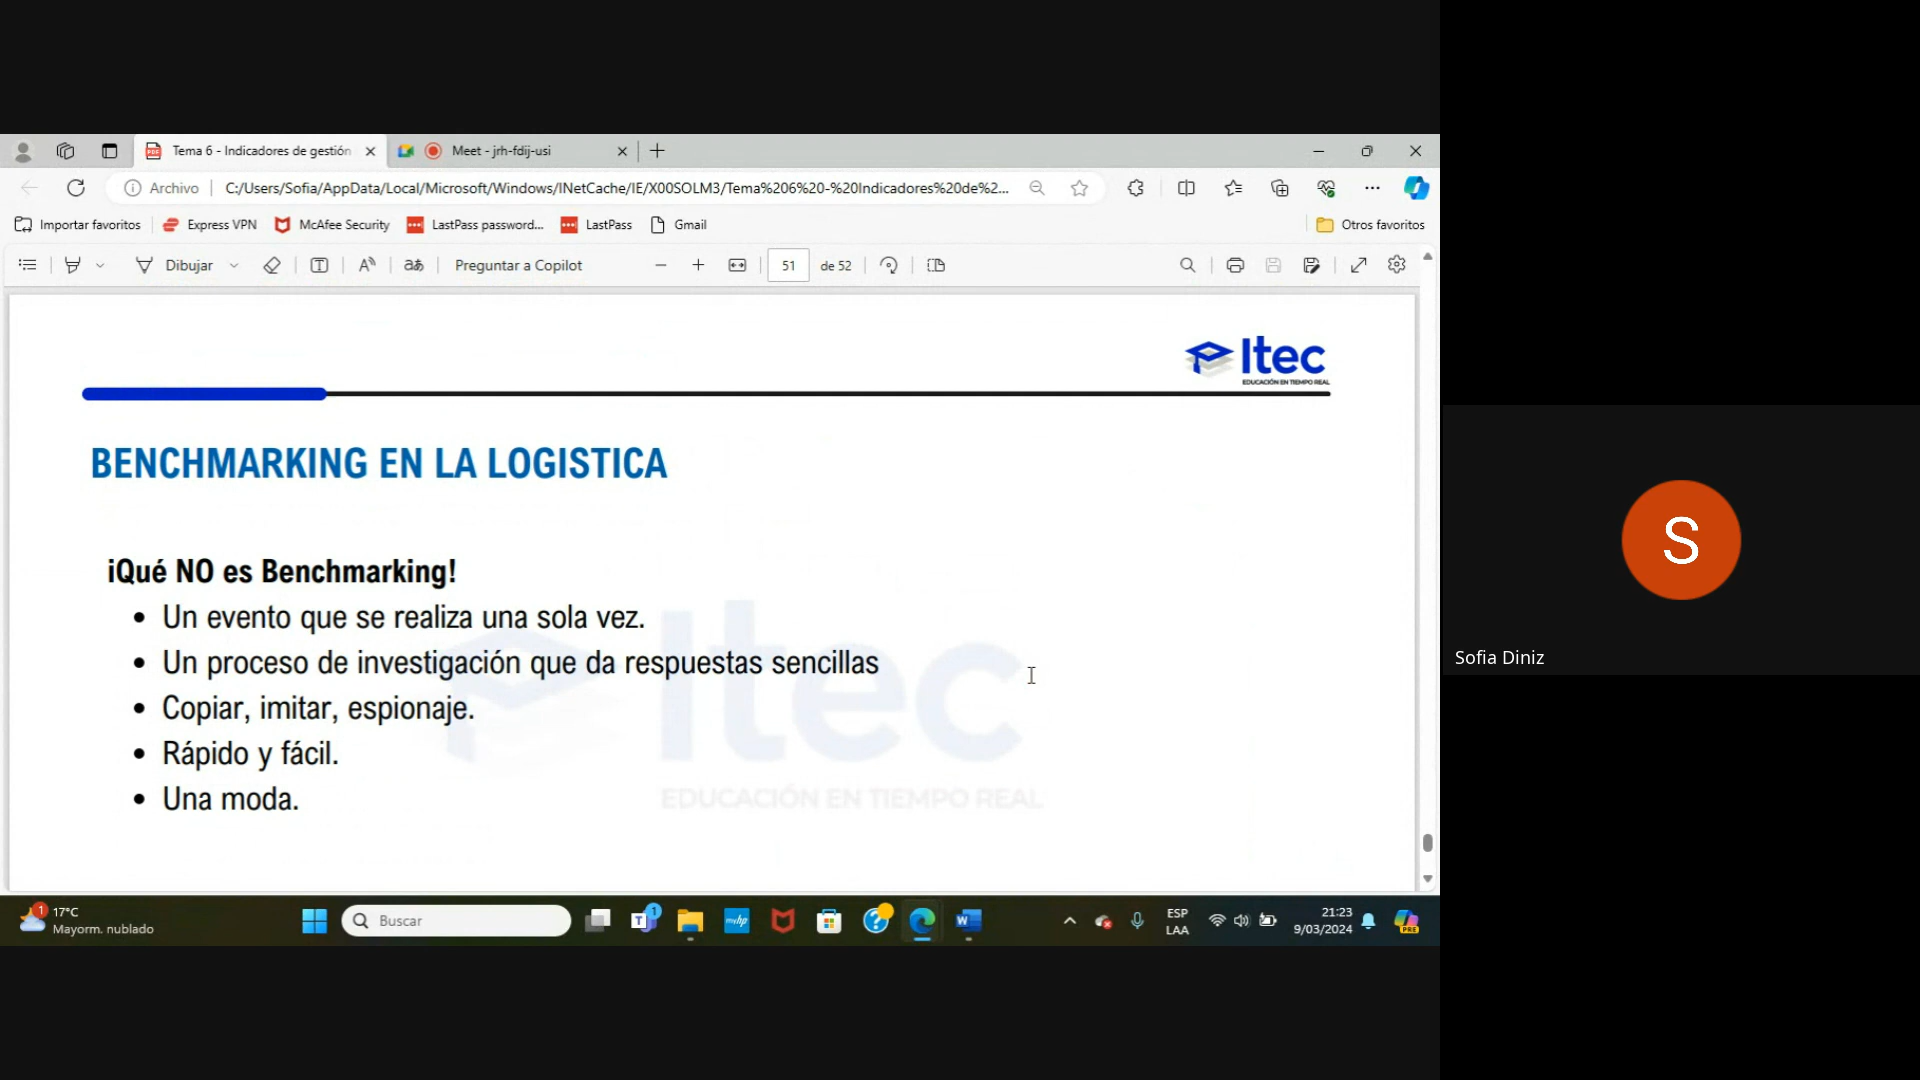 Tema 6 - Indicadores de gestión
Meet - jrh-fdij-usi
Archivo
C:/Users/Sofia/AppData/Local/Microsoft/Windows/INetCache/IE/X00SOLM3/Tema%206%20-%20Indicadores%20de%2...
Importar favoritos
Express VPN
McAfee Security
LastPass password...
LastPass
Gmail
Otros favoritos
Dibujar
Preguntar a Copilot
51
de 52
Itec
EDUCACIÓN EN TIEMPO REAL
BENCHMARKING EN LA LOGISTICA
¡Qué NO es Benchmarking!
• Un evento que se realiza una sola vez.
• Un proceso de investigación que da respuestas sencillas
• Copiar, imitar, espionaje.
• Rápido y fácil.
• Una moda.
Itec
EDUCACIÓN EN TIEMPO REAL
S
Sofia Diniz
1
17°C
Mayorm. nublado
Buscar
1
myhp
ESP
LAA
21:23
9/03/2024
PRE